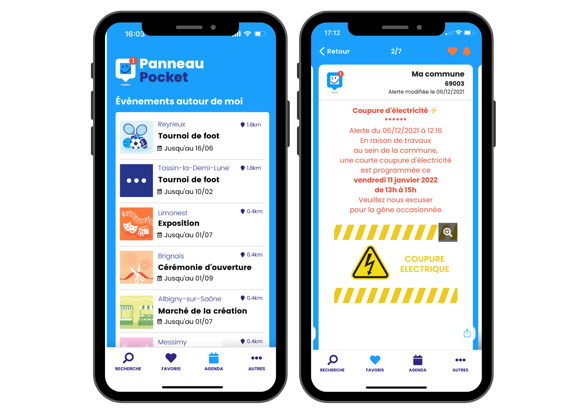 16:03
1
Panneau
Pocket
Évènements autour de moi
Reyrieux
1.8km
Tournoi de foot
Jusqu'au 16/06
Tassin-la-Demi-Lune
1.8km
Tournoi de foot
Jusqu'au 10/02
Limonest
0.4km
Exposition
Jusqu'au 01/07
Brignais
0.4km
Cérémonie d'ouverture
Jusqu'au 01/09
Albigny-sur-Saône
0.4km
Marché de la création
Jusqu'au 01/07
Messimy
0.4km
RECHERCHE
FAVORIS
AGENDA
AUTRES
17:12
Retour
2/7
Ma commune
69003
Alerte modifiée le 06/12/2021
Coupure d'électricité ⚡
******
Alerte du 06/12/2021 à 12:16
En raison de travaux
au sein de la commune,
une courte coupure d'électricité
est programmée ce
vendredi 11 janvier 2022
de 13h à 15h
Veuillez nous excuser
pour la gêne occasionnée
COUPURE
ELECTRIQUE
RECHERCHE
FAVORIS
AGENDA
AUTRES